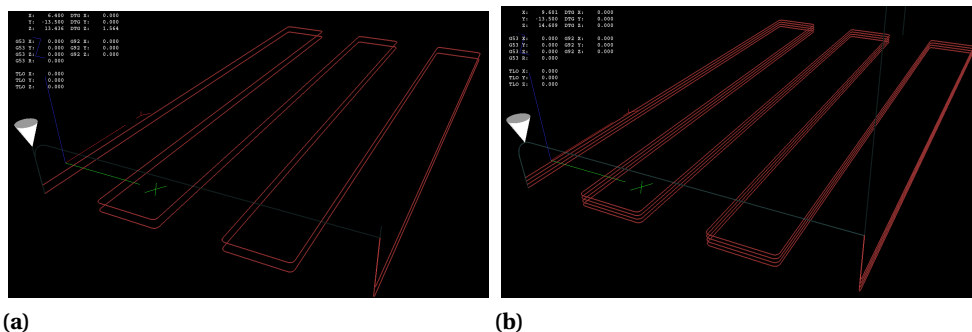 X: 6.400 DTG X: 0.000
Y: -13.500 DTG Y: 0.000
Z: 13.436 DTG Z: 1.564
G53 X: 0.000 G92 X: 0.000
G53 Y: 0.000 G92 Y: 0.000
G53 Z: 0.000 G92 Z: 0.000
G53 R: 0.000
TLO X: 0.000
TLO Y: 0.000
TLO Z: 0.000
(a)
X: 9.601 DTG X: 0.000
Y: -13.500 DTG Y: 0.000
Z: 14.609 DTG Z: 0.000
G53 X: 0.000 G92 X: 0.000
G53 Y: 0.000 G92 Y: 0.000
G53 Z: 0.000 G92 Z: 0.000
G53 R: 0.000
TLO X: 0.000
TLO Y: 0.000
TLO Z: 0.000
(b)